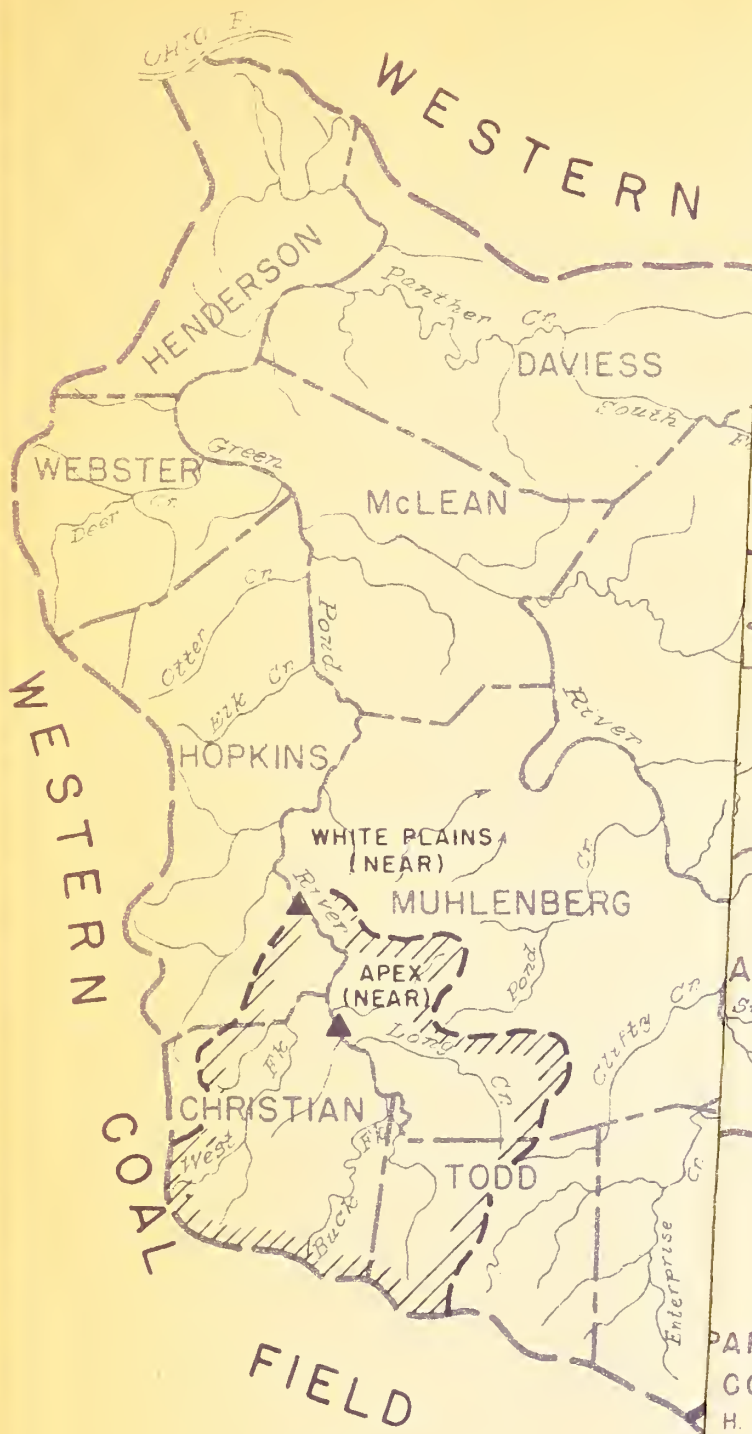 OHIO R.
WESTERN
HENDERSON
Panther Cr.
DAVIESS
South
WEBSTER
Green
Deer Cr.
McLEAN
Otter Cr.
Pond
Elk Cr.
River
HOPKINS
WESTERN
WHITE PLAINS
(NEAR)
River
MUHLENBERG
Cr.
Pond
APEX
(NEAR)
Long
Cr.
Clifty Cr.
Fk
CHRISTIAN
West
Fk
Buck
TODD
Cr.
Enterprise
COAL
FIELD
H.